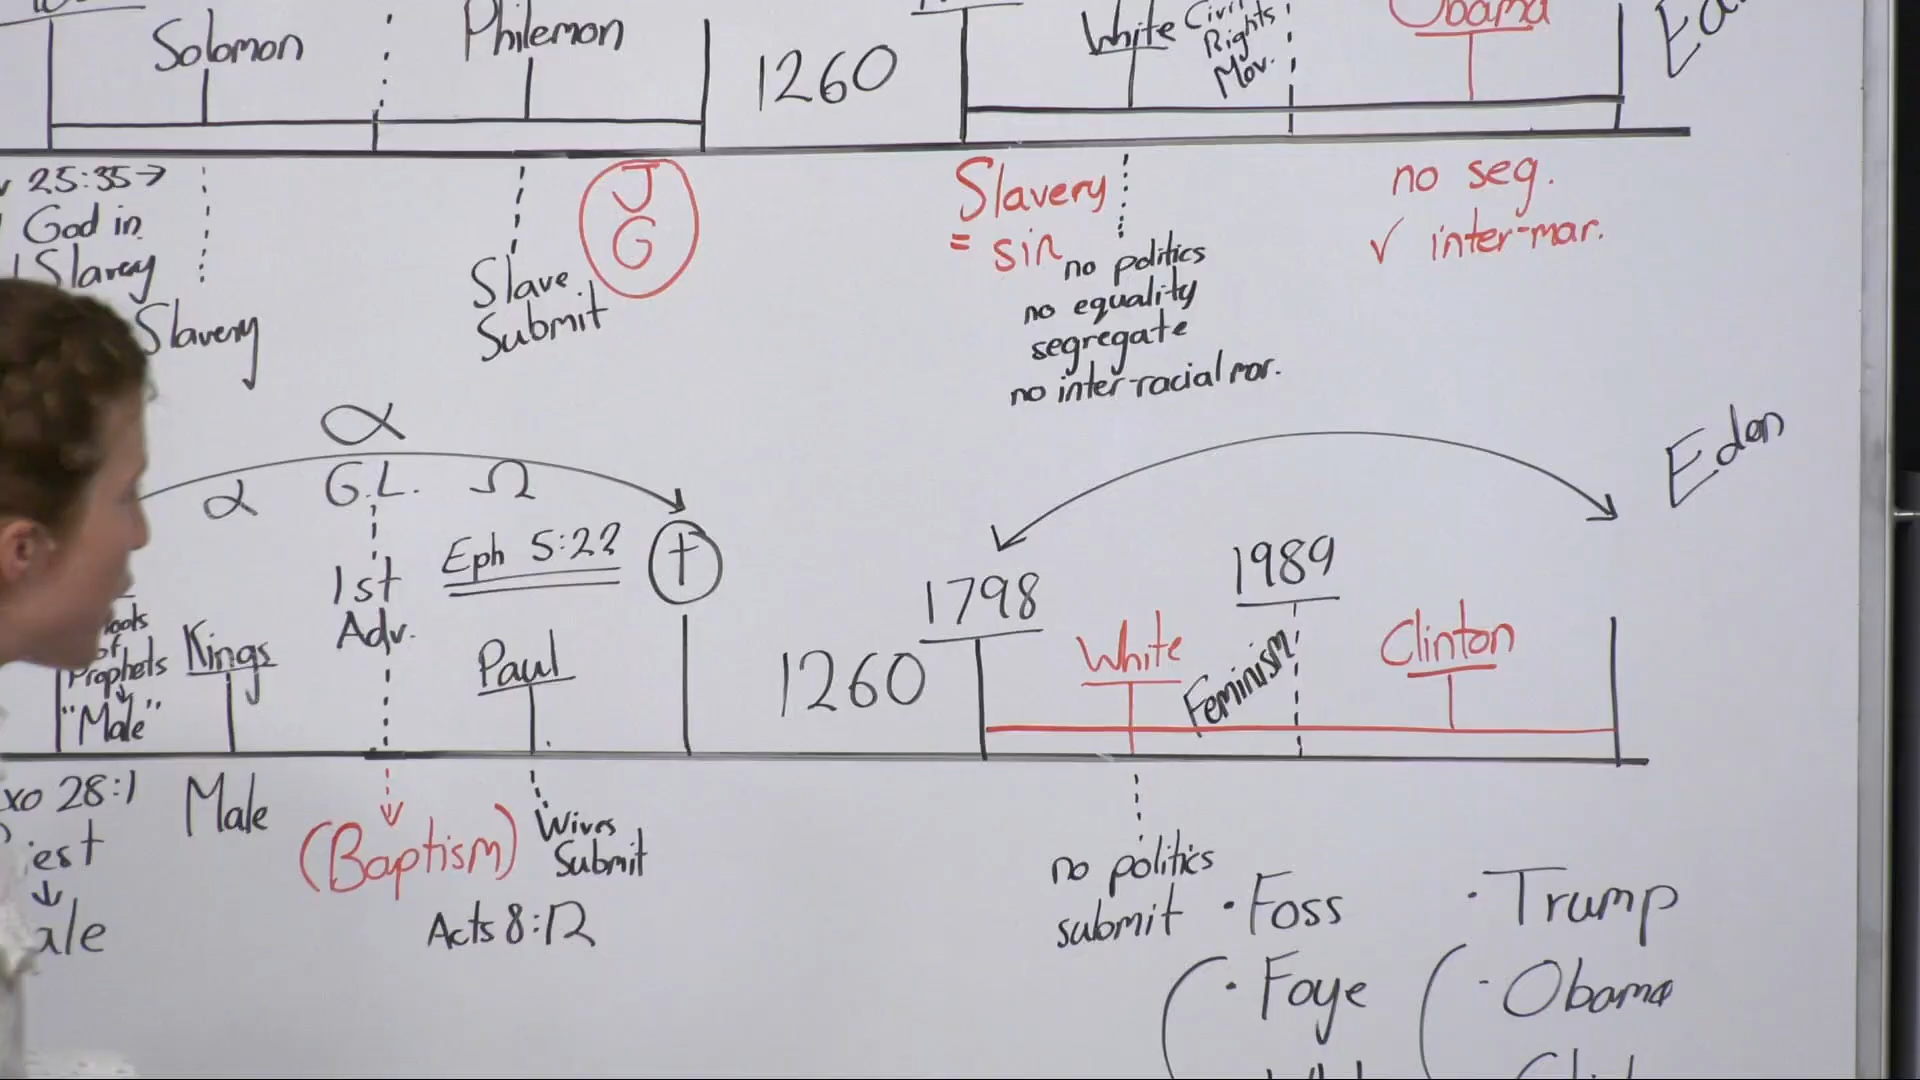 Solomon
Philemon
1260
White
Civil
Rights
Mov.
Obama
25:35→
God in
Slavery
Slavery
Slave
Submit
J
G
Slavery
= sin
no politics
no equality
segregate
no inter-racial mar.
no seg.
√ inter-mar.
α
α G.L. Ω
1st
Adv.
Eph 5:22
†
Prophets
"Male"
Kings
Paul
1260
1798
White
Feminism
1989
Clinton
Eden
28:1
Male
(Baptism)
Wives
Submit
Acts 8:12
no politics
submit
· Foss
· Faye
· Trump
· Obama